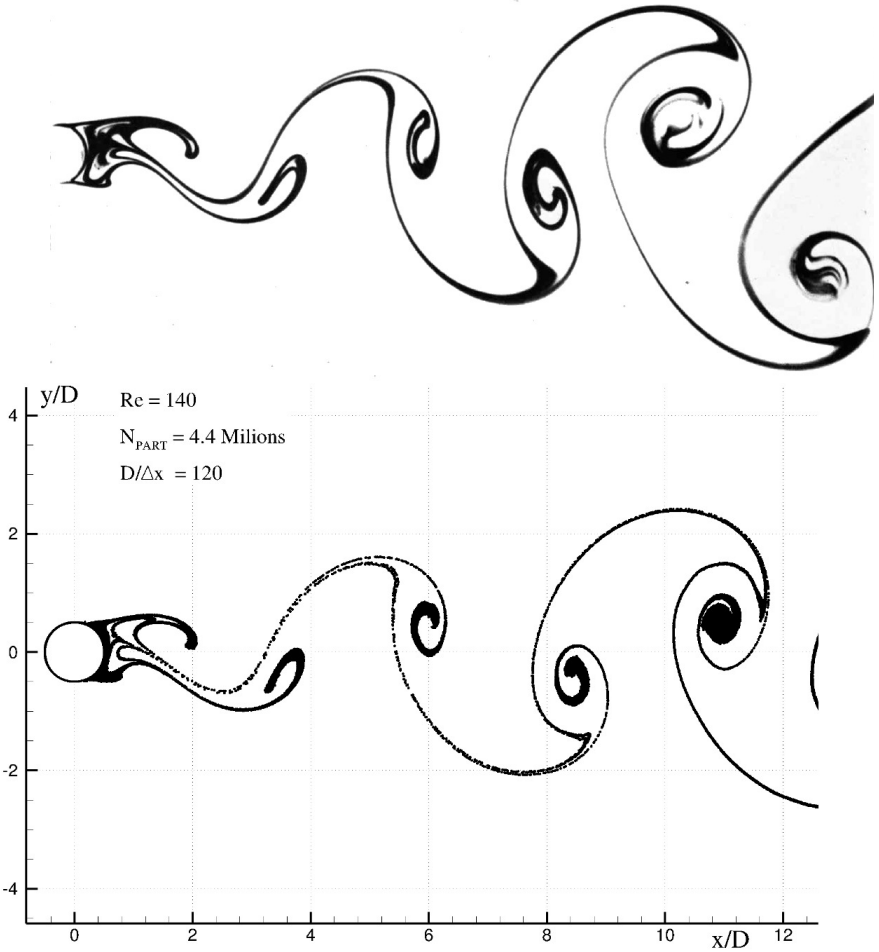 y/D
Re = 140
N_PART = 4.4 Milions
D/Δx = 120
4
2
0
-2
-4
0 2 4 6 8 10 12
x/D